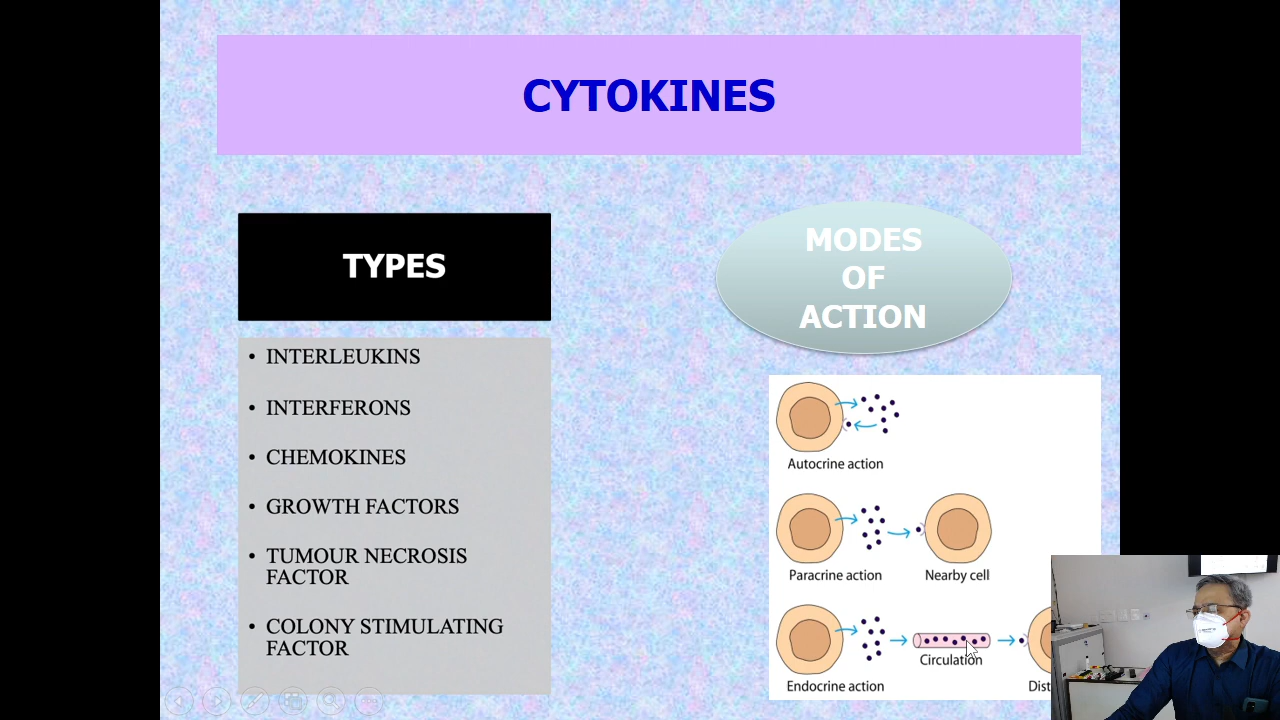 CYTOKINES
TYPES
• INTERLEUKINS
• INTERFERONS
• CHEMOKINES
• GROWTH FACTORS
• TUMOUR NECROSIS
FACTOR
• COLONY STIMULATING
FACTOR
MODES
OF
ACTION
Autocrine action
Paracrine action
Nearby cell
Circulation
Endocrine action
Dist